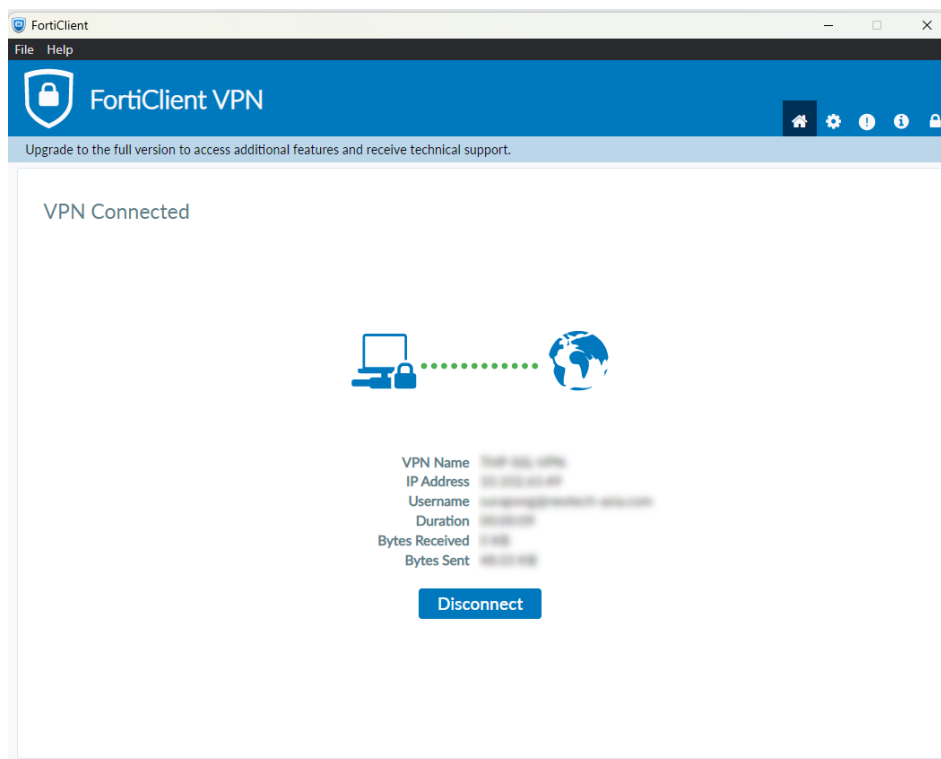 FortiClient
File Help
FortiClient VPN
Upgrade to the full version to access additional features and receive technical support.
VPN Connected
VPN Name
IP Address
Username
Duration
Bytes Received
Bytes Sent
Disconnect